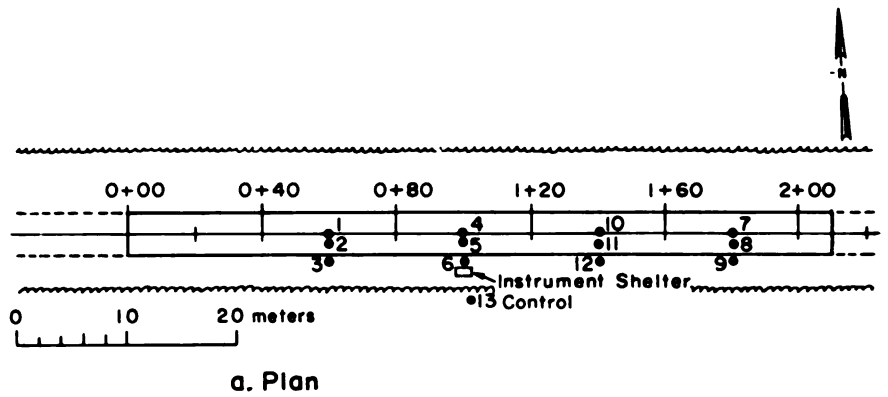 -N
0+00 0+40 0+80 1+20 1+60 2+00
1 4 10 7
2 5 11 8
3 6 12 9
Instrument Shelter
13 Control
0 10 20 meters
a. Plan